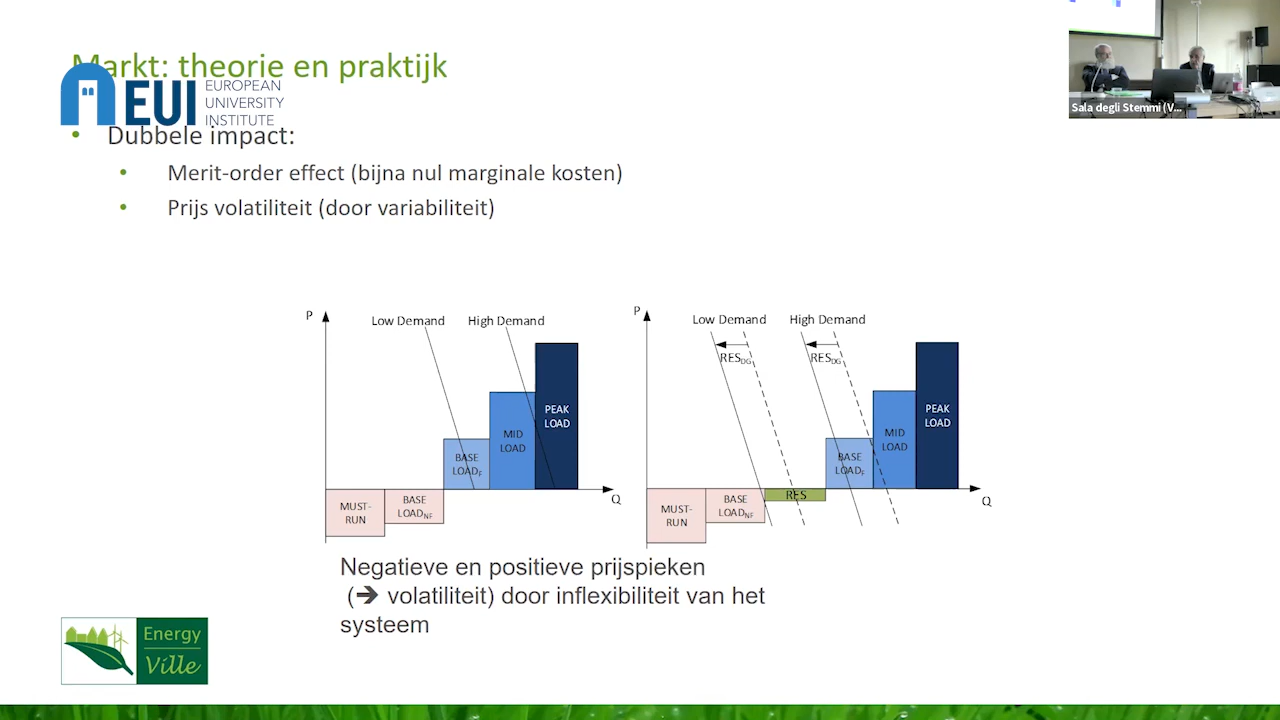 Markt: theorie en praktijk
EUI EUROPEAN
UNIVERSITY
INSTITUTE
• Dubbele impact:
• Merit-order effect (bijna nul marginale kosten)
• Prijs volatiliteit (door variabiliteit)
Sala degli Stemmi (V...
P
Low Demand
High Demand
PEAK
LOAD
MID
LOAD
BASE
LOADF
MUST-
RUN
BASE
LOADNF
Q
P
Low Demand
High Demand
RESDG
RESDG
PEAK
LOAD
MID
LOAD
BASE
LOADF
RES
MUST-
RUN
BASE
LOADNF
Q
Negatieve en positieve prijspieken
(➔ volatiliteit) door inflexibiliteit van het
systeem
Energy
Ville